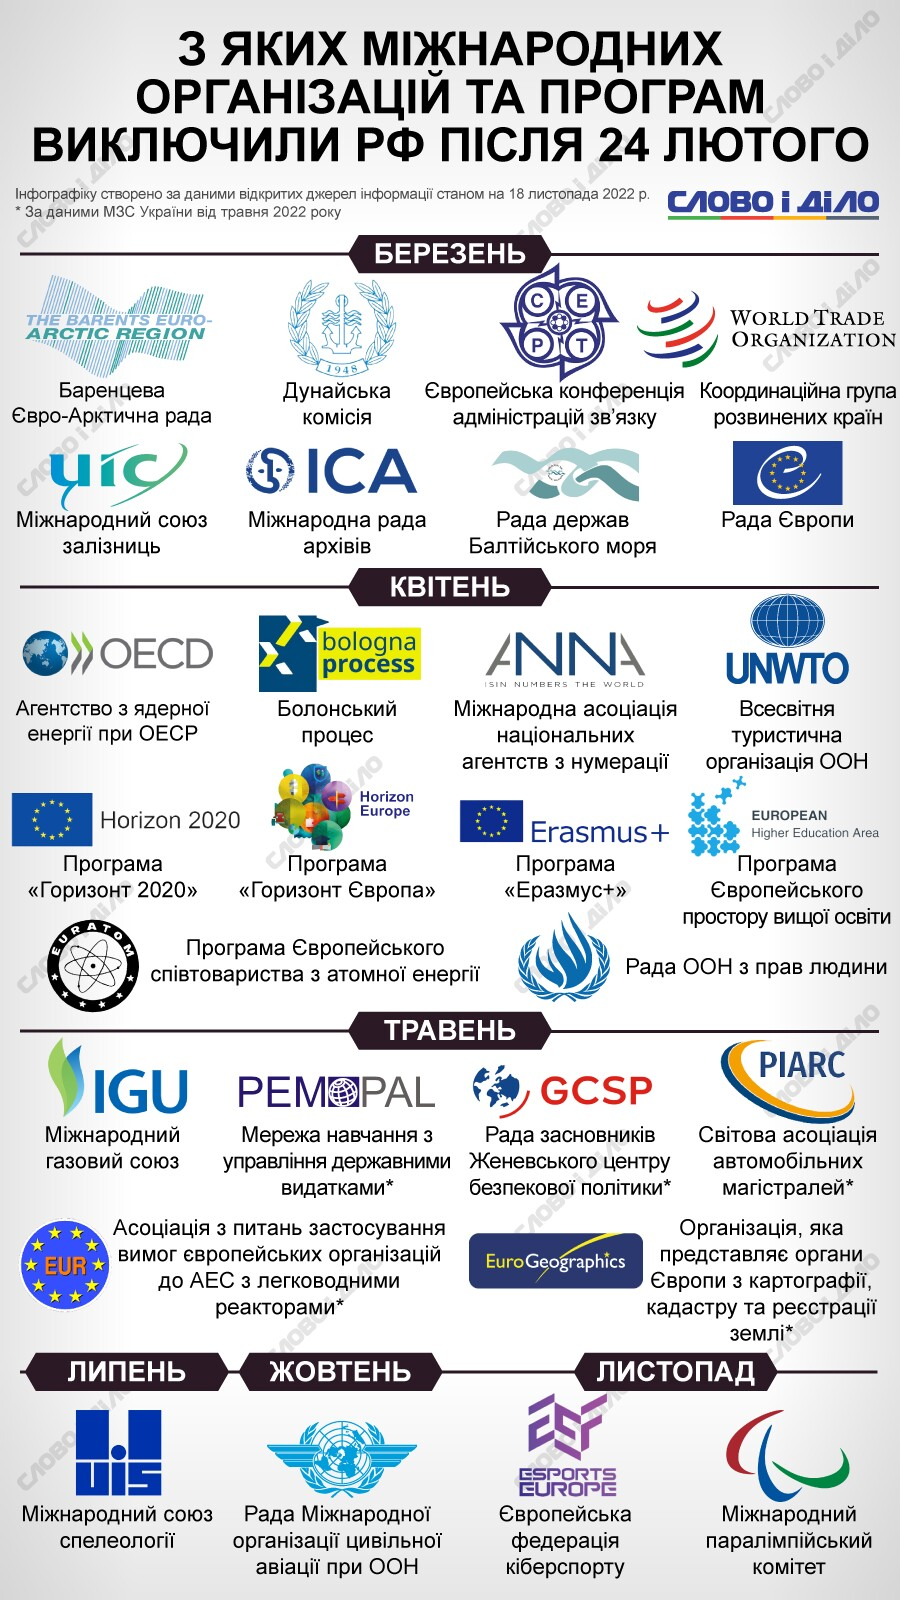 З ЯКИХ МІЖНАРОДНИХ
ОРГАНІЗАЦІЙ ТА ПРОГРАМ
ВИКЛЮЧИЛИ РФ ПІСЛЯ 24 ЛЮТОГО
Інфографіку створено за даними відкритих джерел інформації станом на 18 листопада 2022 р.
* За даними МЗС України від травня 2022 року
СЛОВО і ДІЛО
БЕРЕЗЕНЬ
THE BARENTS EURO-
ARCTIC REGION
Баренцева
Євро-Арктична рада
1948
Дунайська
комісія
C E
P T
Європейська конференція
адміністрацій зв'язку
WORLD TRADE
ORGANIZATION
Координаційна група
розвинених країн
uic
Міжнародний союз
залізниць
ICA
Міжнародна рада
архівів
Рада держав
Балтійського моря
Рада Європи
КВІТЕНЬ
OECD
Агентство з ядерної
енергії при ОЕСР
bologna
process
Болонський
процес
ANNA
ISIN NUMBERS THE WORLD
Міжнародна асоціація
національних
агентств з нумерації
UNWTO
Всесвітня
туристична
організація ООН
Horizon 2020
Програма
«Горизонт 2020»
Horizon
Europe
Програма
«Горизонт Європа»
Erasmus+
Програма
«Еразмус+»
EUROPEAN
Higher Education Area
Програма
Європейського
простору вищої освіти
EURATOM
Програма Європейського
співтовариства з атомної енергії
Рада ООН з прав людини
ТРАВЕНЬ
IGU
Міжнародний
газовий союз
PEMPAL
Мережа навчання з
управління державними
видатками*
GCSP
Рада засновників
Женевського центру
безпекової політики*
PIARC
Світова асоціація
автомобільних
магістралей*
EUR
Асоціація з питань застосування
вимог європейських організацій
до АЕС з легководними
реакторами*
EuroGeographics
Організація, яка
представляє органи
Європи з картографії,
кадастру та реєстрації
землі*
ЛИПЕНЬ
ЖОВТЕНЬ
ЛИСТОПАД
uis
Міжнародний союз
спелеології
Рада Міжнародної
організації цивільної
авіації при ООН
ESF
ESPORTS
EUROPE
Європейська
федерація
кіберспорту
Міжнародний
паралімпійський
комітет